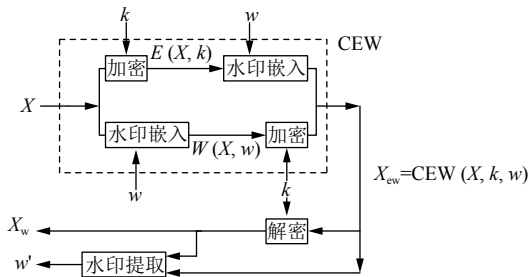 k
w
CEW
加密
E (X, k)
水印嵌入
X
水印嵌入
W (X, w)
加密
w
k
X_ew=CEW (X, k, w)
X_w
解密
w'
水印提取